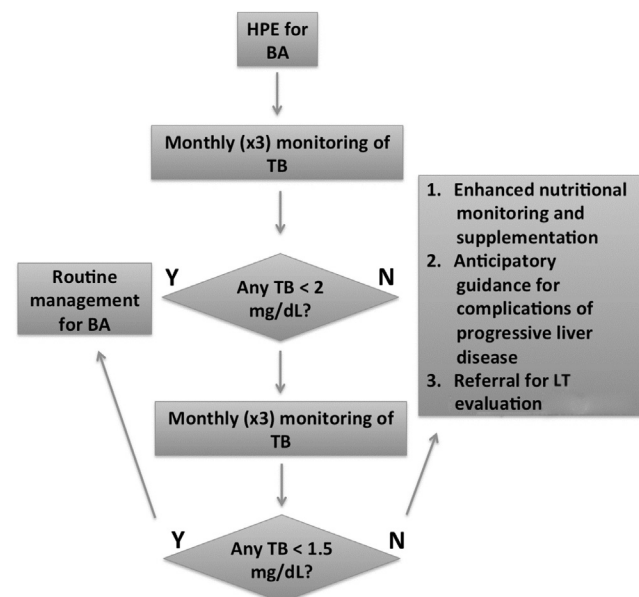 HPE for
BA
Monthly (x3) monitoring of
TB
Y
Any TB < 2
mg/dL?
N
Routine
management
for BA
1. Enhanced nutritional
monitoring and
supplementation
2. Anticipatory
guidance for
complications of
progressive liver
disease
3. Referral for LT
evaluation
Monthly (x3) monitoring of
TB
Y
Any TB < 1.5
mg/dL?
N